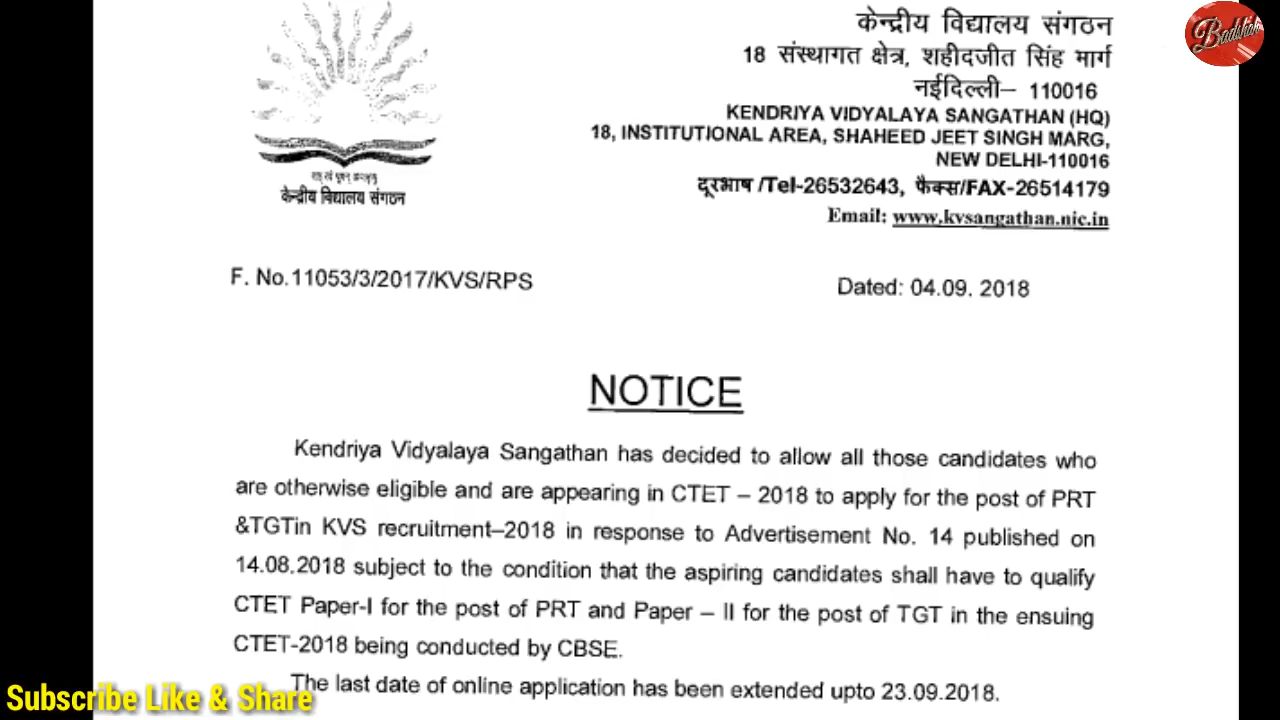 केन्द्रीय विद्यालय संगठन
18 संस्थागत क्षेत्र, शहीदजीत सिंह मार्ग
नईदिल्ली– 110016
KENDRIYA VIDYALAYA SANGATHAN (HQ)
18, INSTITUTIONAL AREA, SHAHEED JEET SINGH MARG,
NEW DELHI-110016
दूरभाष /Tel-26532643, फैक्स/FAX-26514179
Email: www.kvsangathan.nic.in
Badshah
केन्द्रीय विद्यालय संगठन
F. No.11053/3/2017/KVS/RPS
Dated: 04.09. 2018
NOTICE
Kendriya Vidyalaya Sangathan has decided to allow all those candidates who
are otherwise eligible and are appearing in CTET – 2018 to apply for the post of PRT
&TGTin KVS recruitment–2018 in response to Advertisement No. 14 published on
14.08.2018 subject to the condition that the aspiring candidates shall have to qualify
CTET Paper-I for the post of PRT and Paper – II for the post of TGT in the ensuing
CTET-2018 being conducted by CBSE.
The last date of online application has been extended upto 23.09.2018.
Subscribe Like & Share